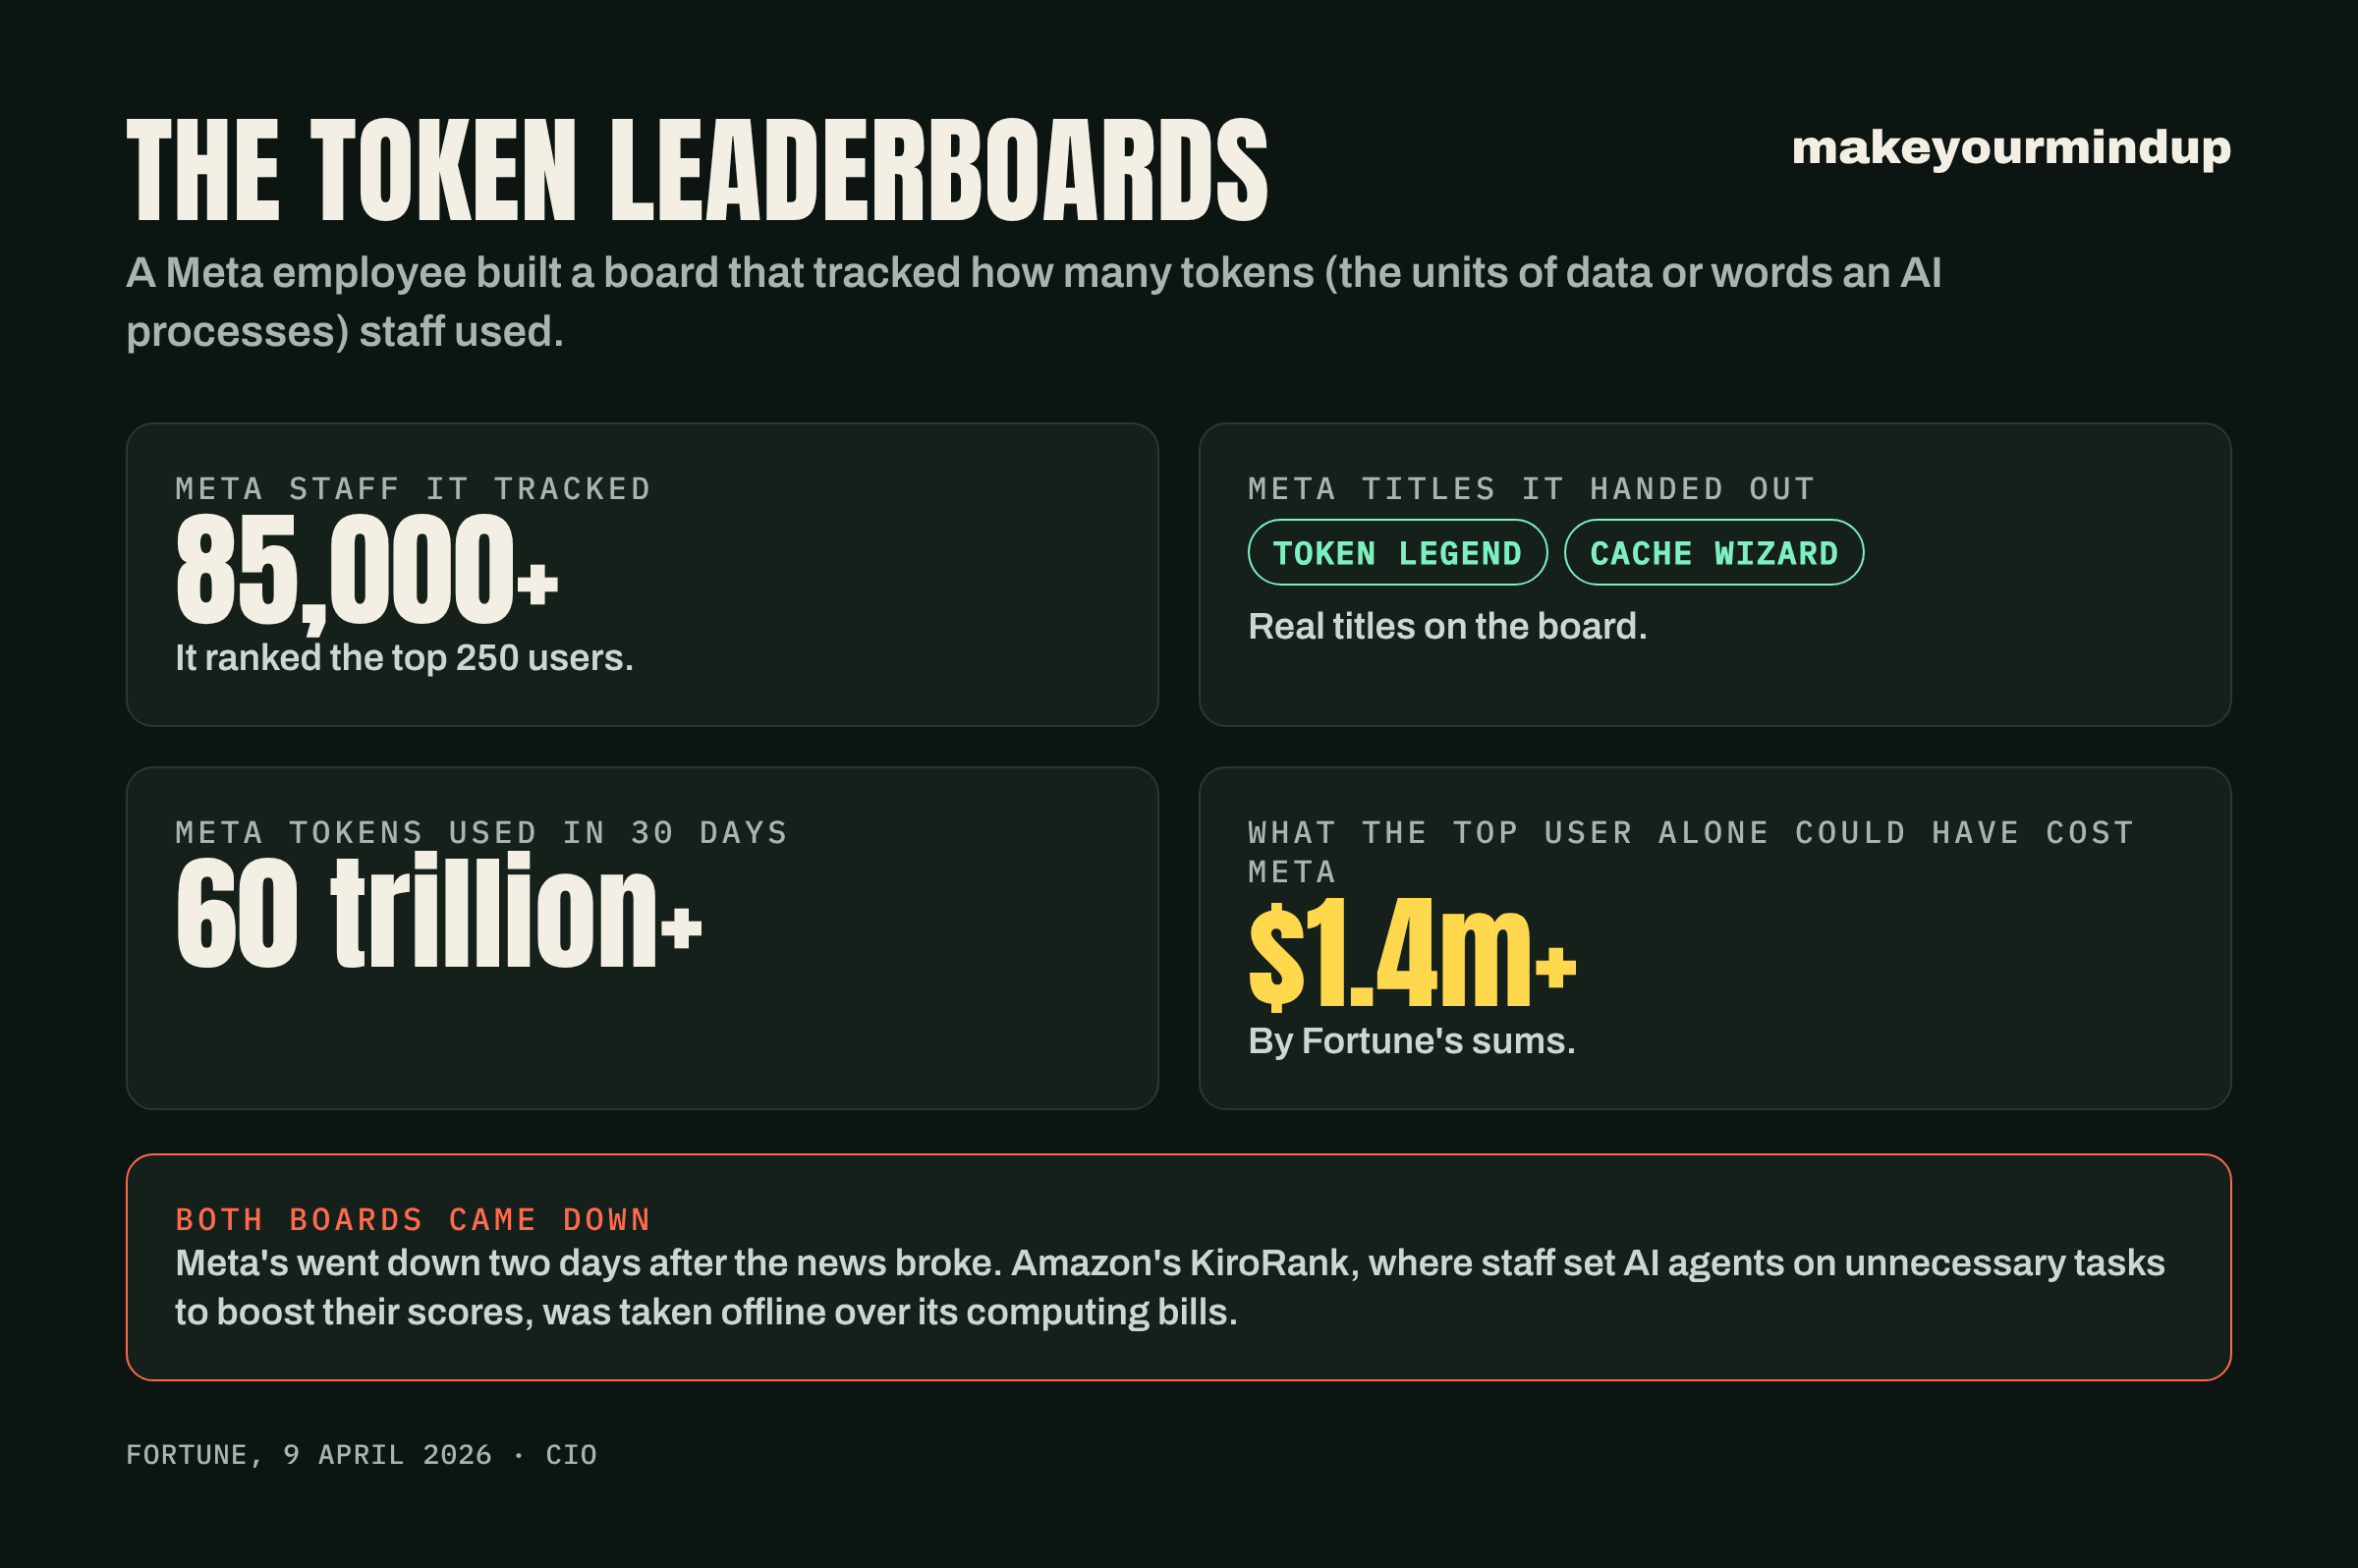 THE TOKEN LEADERBOARDS
makeyourmindup
A Meta employee built a board that tracked how many tokens (the units of data or words an AI
processes) staff used.
META STAFF IT TRACKED
85,000+
It ranked the top 250 users.
META TITLES IT HANDED OUT
TOKEN LEGEND CACHE WIZARD
Real titles on the board.
META TOKENS USED IN 30 DAYS
60 trillion+
WHAT THE TOP USER ALONE COULD HAVE COST
META
$1.4m+
By Fortune's sums.
BOTH BOARDS CAME DOWN
Meta's went down two days after the news broke. Amazon's KiroRank, where staff set AI agents on unnecessary tasks
to boost their scores, was taken offline over its computing bills.
FORTUNE, 9 APRIL 2026 · CIO